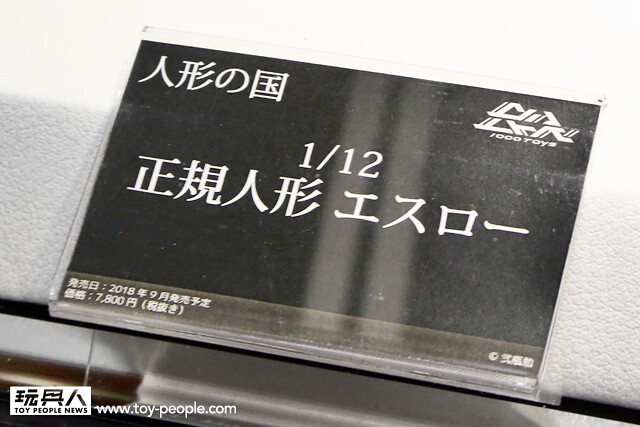 人形の国
1000TOYS
1/12
正規人形 エスロー
発売日：2018年9月発売予定
価格：7,800円（税抜き）
© 弐瓶勉
玩具人
TOY PEOPLE NEWS
www.toy-people.com